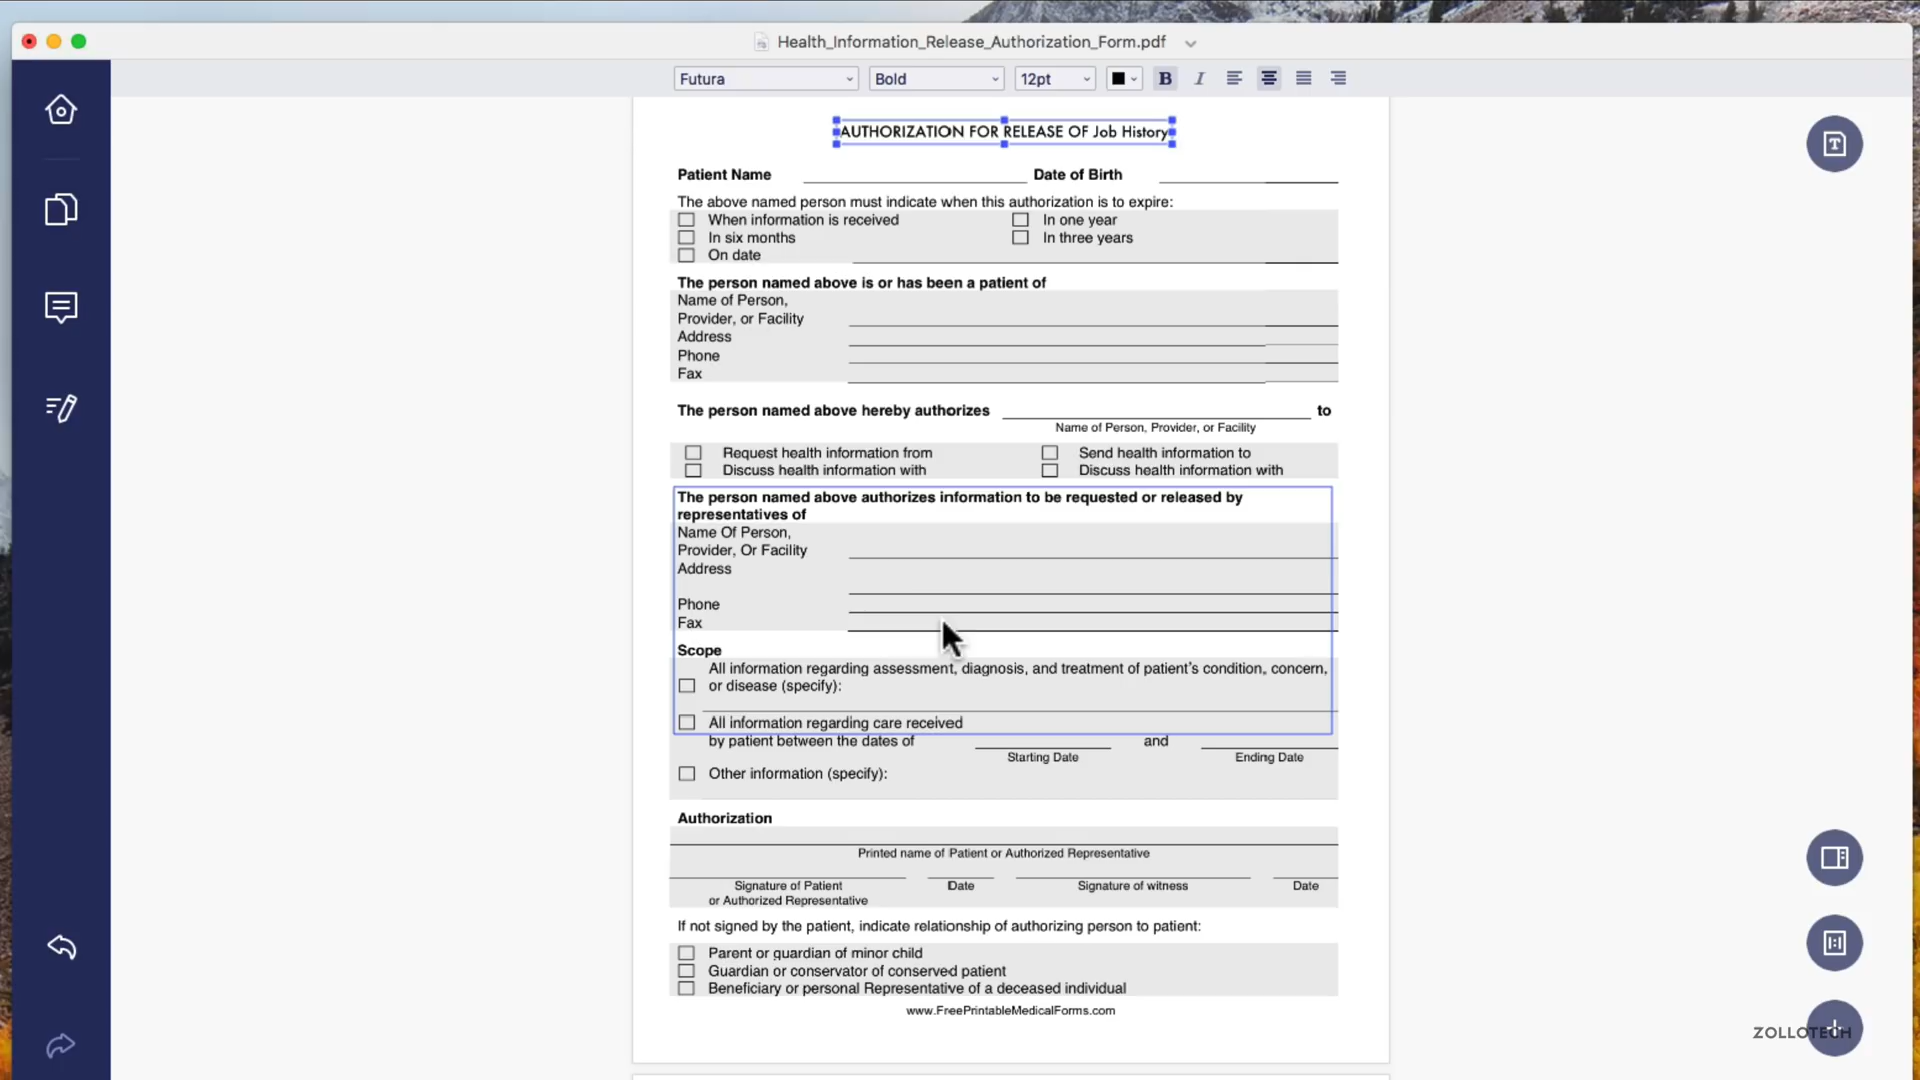 Health_Information_Release_Authorization_Form.pdf
Futura Bold 12pt B I
AUTHORIZATION FOR RELEASE OF Job History
Patient Name Date of Birth
The above named person must indicate when this authorization is to expire:
When information is received In one year
In six months In three years
On date
The person named above is or has been a patient of
Name of Person,
Provider, or Facility
Address
Phone
Fax
The person named above hereby authorizes to
Name of Person, Provider, or Facility
Request health information from Send health information to
Discuss health information with Discuss health information with
The person named above authorizes information to be requested or released by
representatives of
Name Of Person,
Provider, Or Facility
Address
Phone
Fax
Scope
All information regarding assessment, diagnosis, and treatment of patient's condition, concern,
or disease (specify):
All information regarding care received
by patient between the dates of and
Starting Date Ending Date
Other information (specify):
Authorization
Printed name of Patient or Authorized Representative
Signature of Patient Date Signature of witness Date
or Authorized Representative
If not signed by the patient, indicate relationship of authorizing person to patient:
Parent or guardian of minor child
Guardian or conservator of conserved patient
Beneficiary or personal Representative of a deceased individual
www.FreePrintableMedicalForms.com
ZOLLOTECH